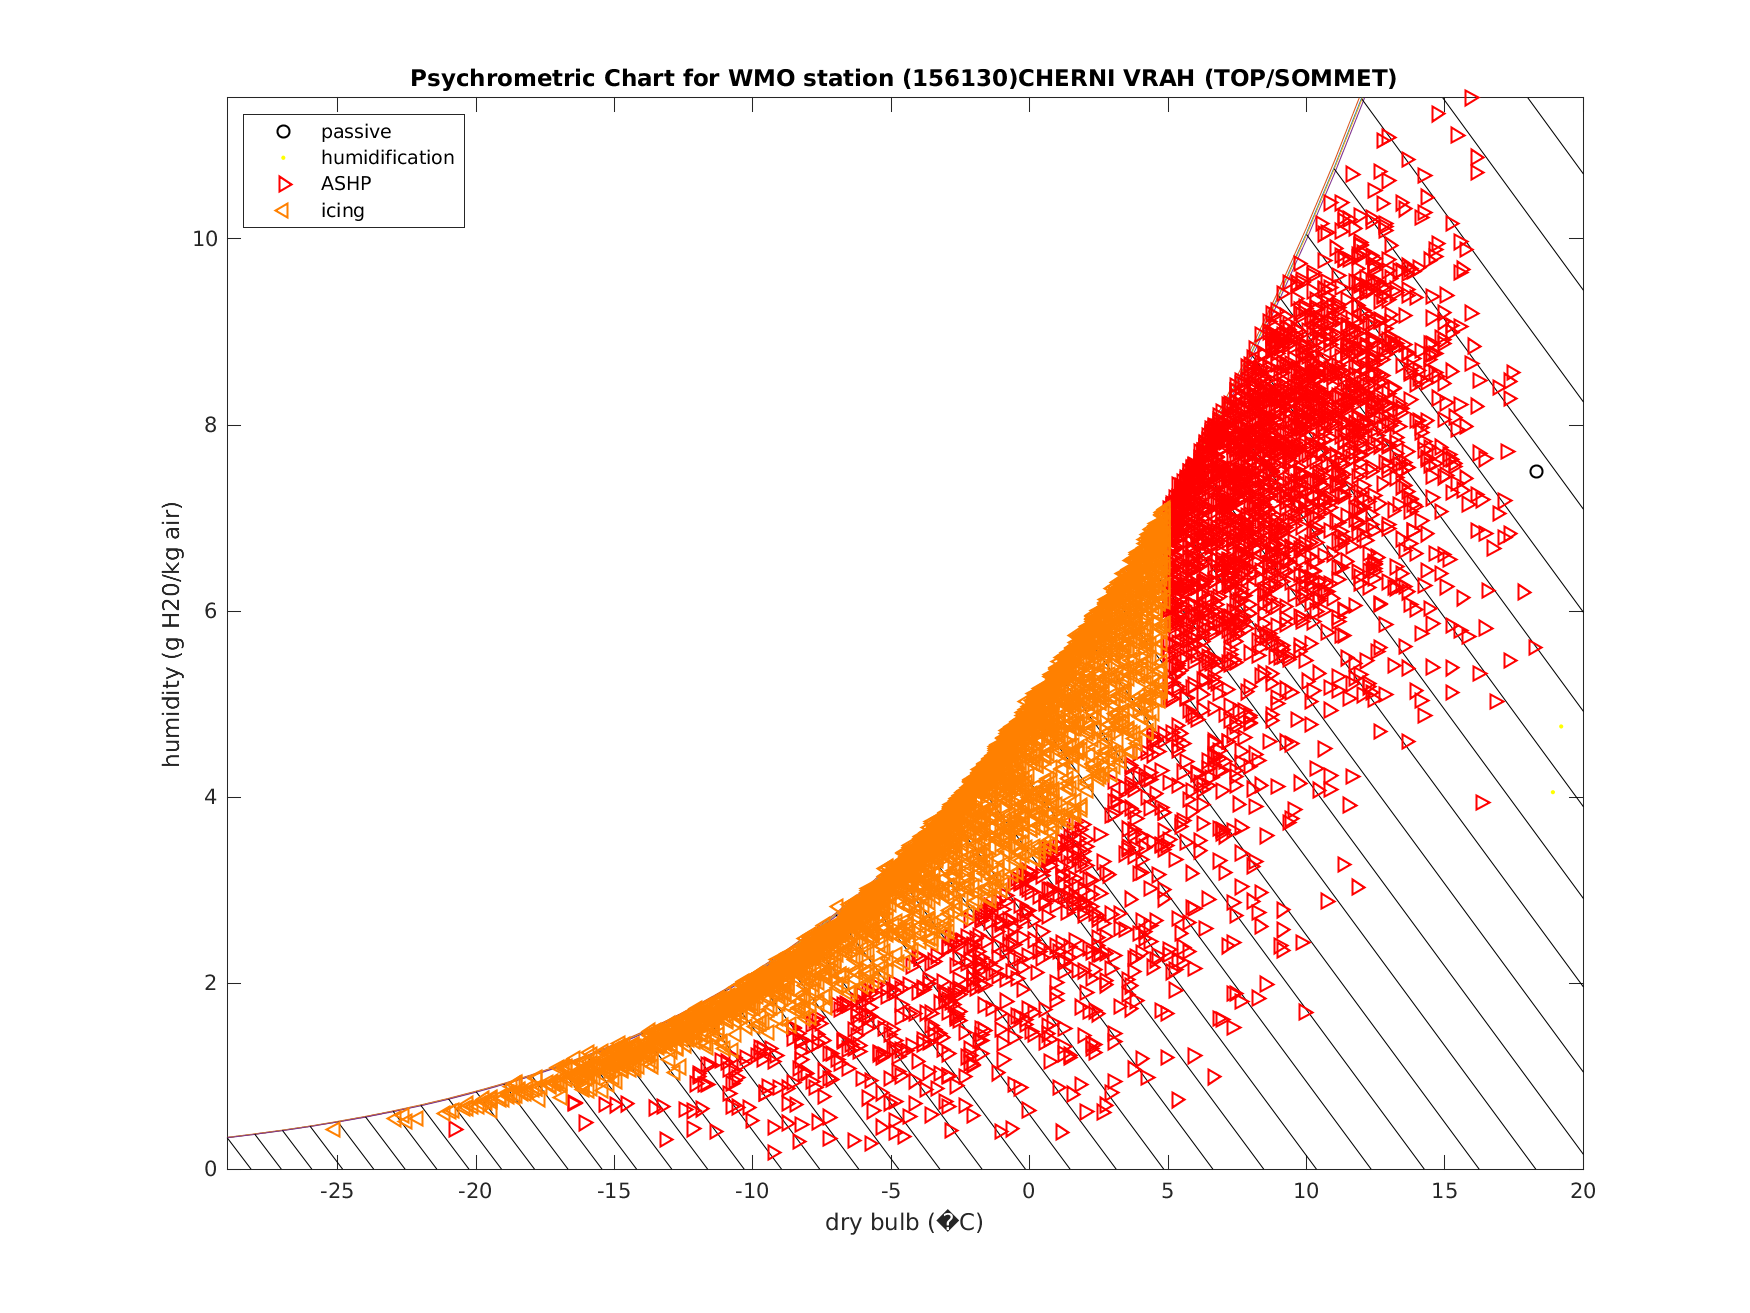 Psychrometric Chart for WMO station (156130)CHERNI VRAH (TOP/SOMMET)
passive
humidification
ASHP
icing
humidity (g H20/kg air)
10
8
6
4
2
0
-25 -20 -15 -10 -5 0 5 10 15 20
dry bulb (�C)